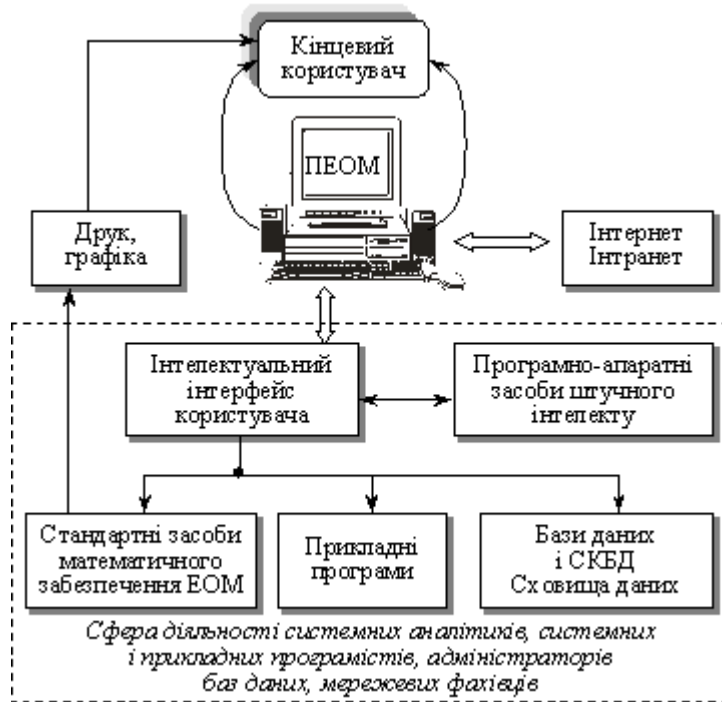 Кінцевий
користувач
ПЕОМ
Друк,
графіка
Інтернет
Інтранет
Інтелектуальний
інтерфейс
користувача
Програмно-апаратні
засоби штучного
інтелекту
Стандартні засоби
математичного
забезпечення ЕОМ
Прикладні
програми
Бази даних
і СКБД
Сховища даних
Сфера діяльності системних аналітиків, системних
і прикладних програмістів, адміністраторів
баз даних, мережевих фахівців